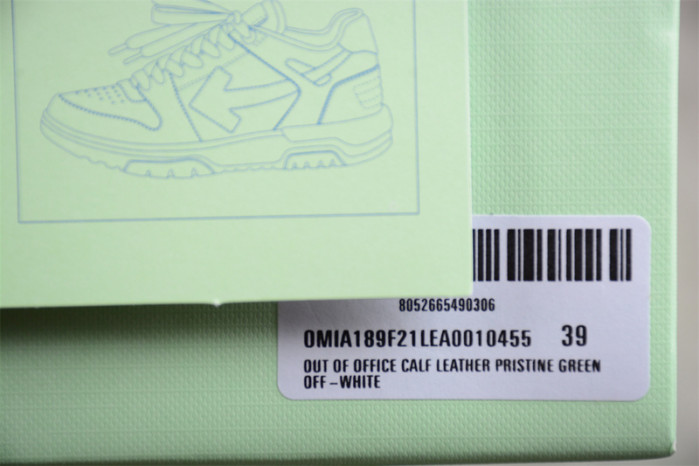 8052665490306
OMIA189F21LEA0010455 39
OUT OF OFFICE CALF LEATHER PRISTINE GREEN
OFF-WHITE